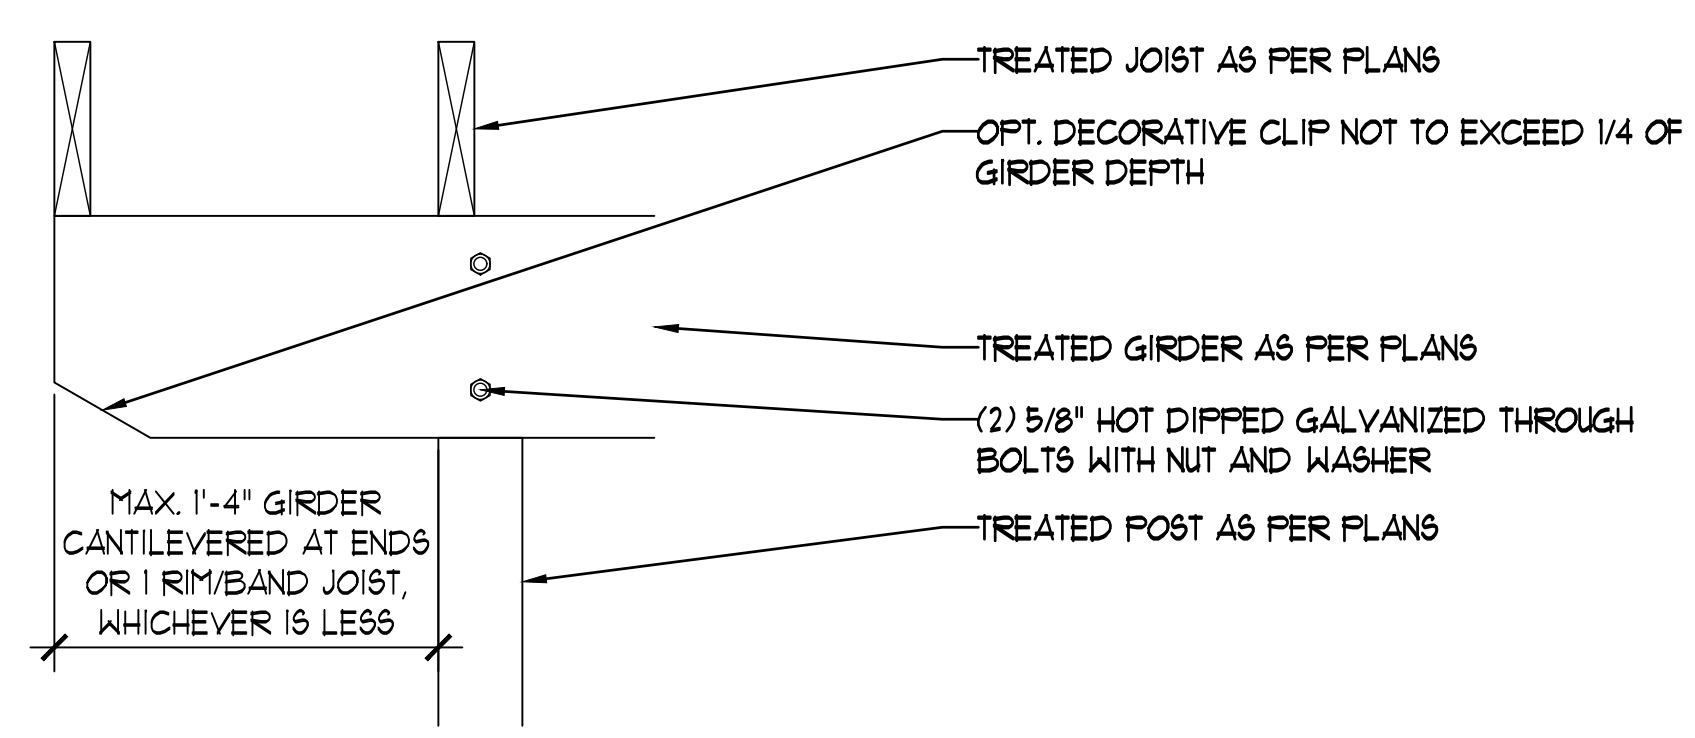 TREATED JOIST AS PER PLANS
OPT. DECORATIVE CLIP NOT TO EXCEED 1/4 OF
GIRDER DEPTH
TREATED GIRDER AS PER PLANS
(2) 5/8" HOT DIPPED GALVANIZED THROUGH
BOLTS WITH NUT AND WASHER
TREATED POST AS PER PLANS
MAX. 1'-4" GIRDER
CANTILEVERED AT ENDS
OR 1 RIM/BAND JOIST,
WHICHEVER IS LESS